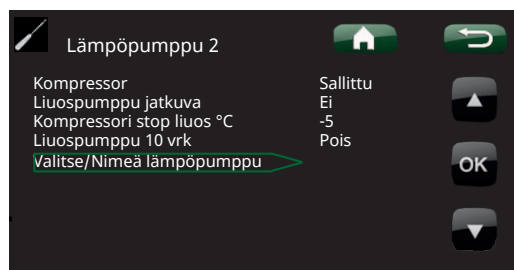 Lämpöpumppu 2
Kompressor Sallittu
Liuospumppu jatkuva Ei
Kompressori stop liuos °C -5
Liuospumppu 10 vrk Pois
Valitse/Nimeä lämpöpumppu
OK